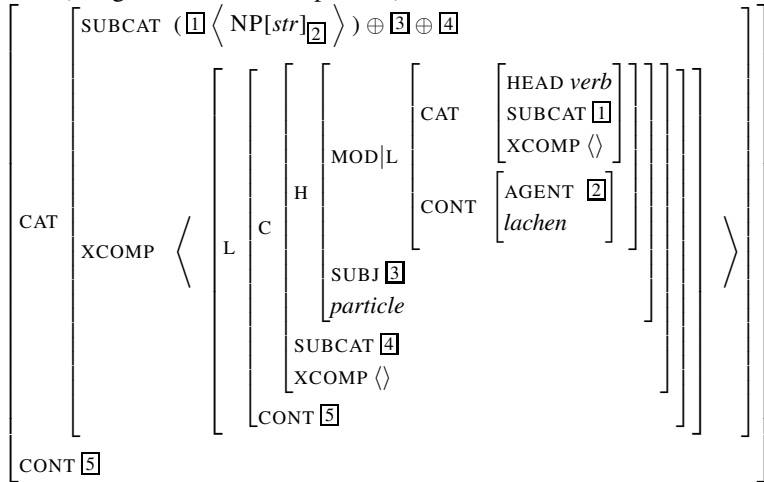 SUBCAT ( 1 ⟨ NP[str]2 ⟩ ) ⊕ 3 ⊕ 4
HEAD verb
CAT SUBCAT 1
XCOMP ⟨⟩
MOD|L
H
CONT AGENT 2
lachen
CAT C
XCOMP ⟨ L ⟩
SUBJ 3
particle
SUBCAT 4
XCOMP ⟨⟩
CONT 5
CONT 5